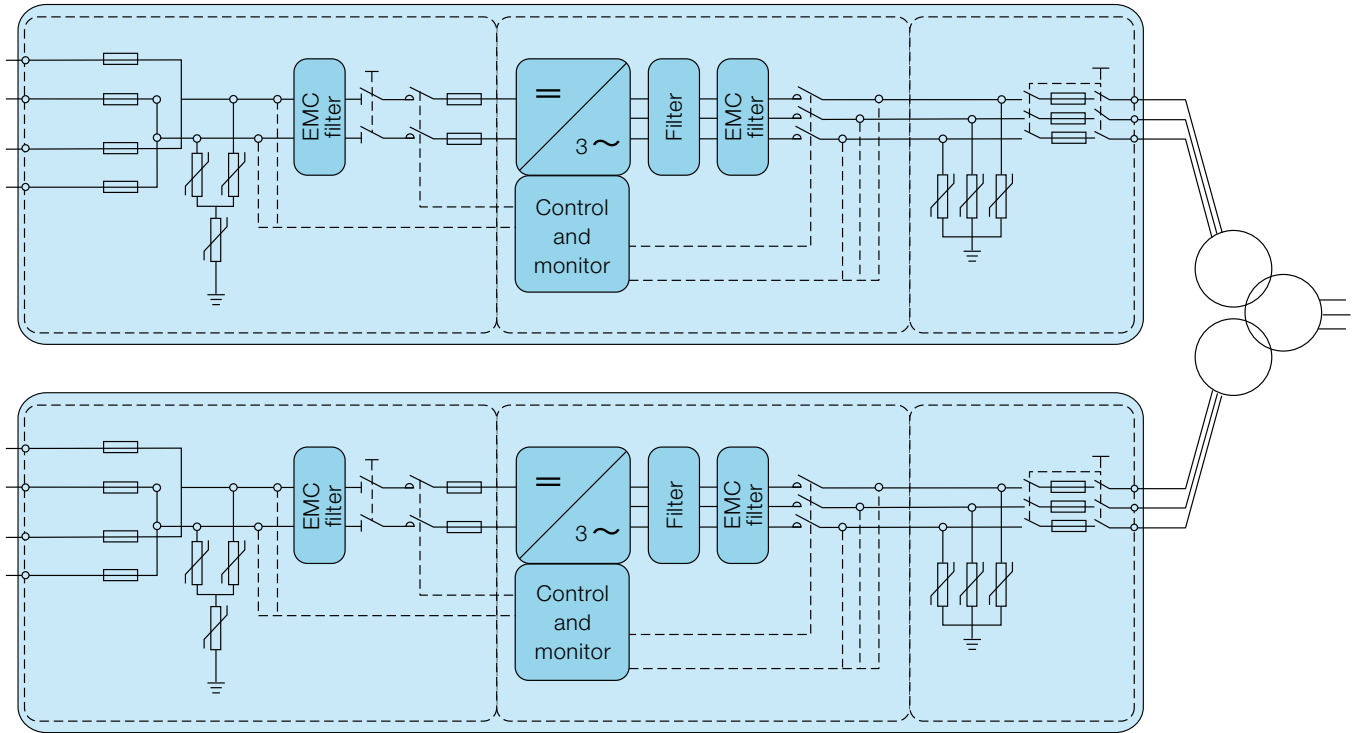 EMC
filter
=
3 ~
Filter
EMC
filter
Control
and
monitor
EMC
filter
=
3 ~
Filter
EMC
filter
Control
and
monitor